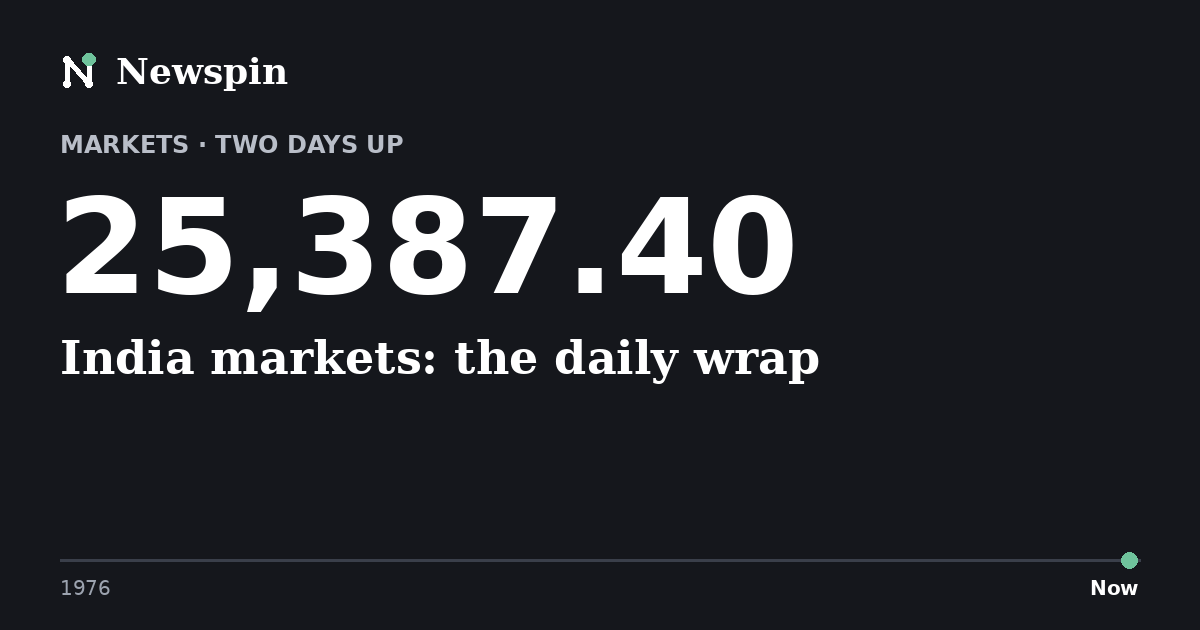 Newspin
MARKETS · TWO DAYS UP
25,387.40
India markets: the daily wrap
1976
Now